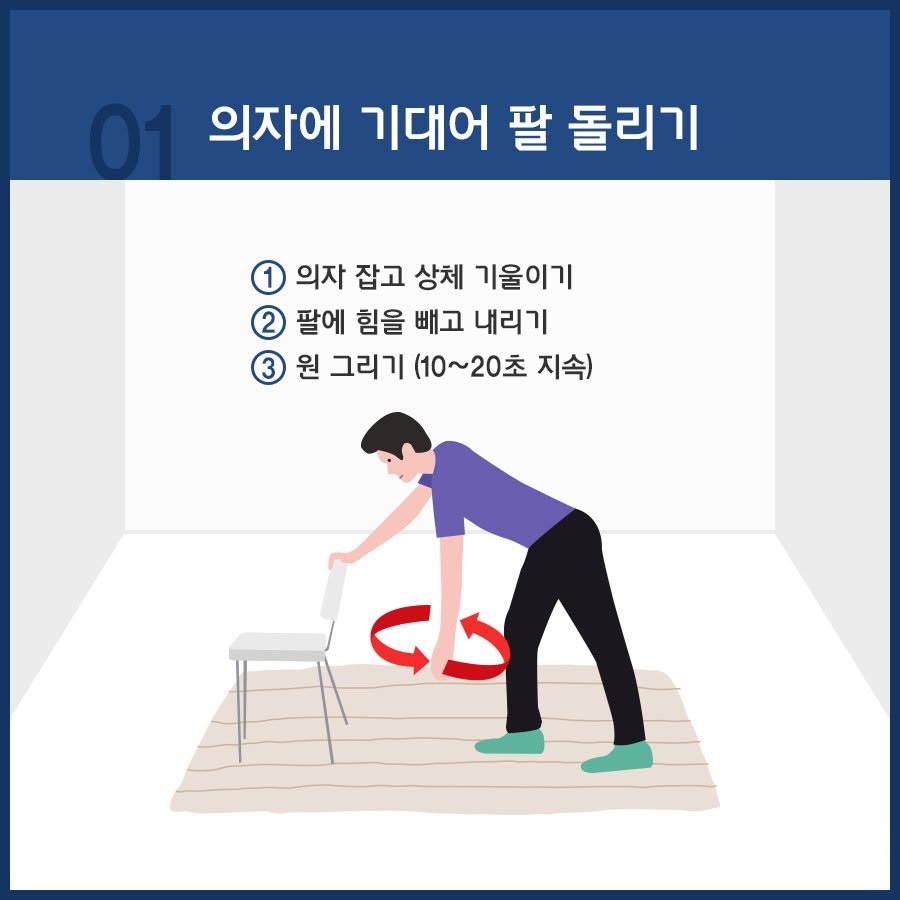 01 의자에 기대어 팔 돌리기
① 의자 잡고 상체 기울이기
② 팔에 힘을 빼고 내리기
③ 원 그리기 (10~20초 지속)